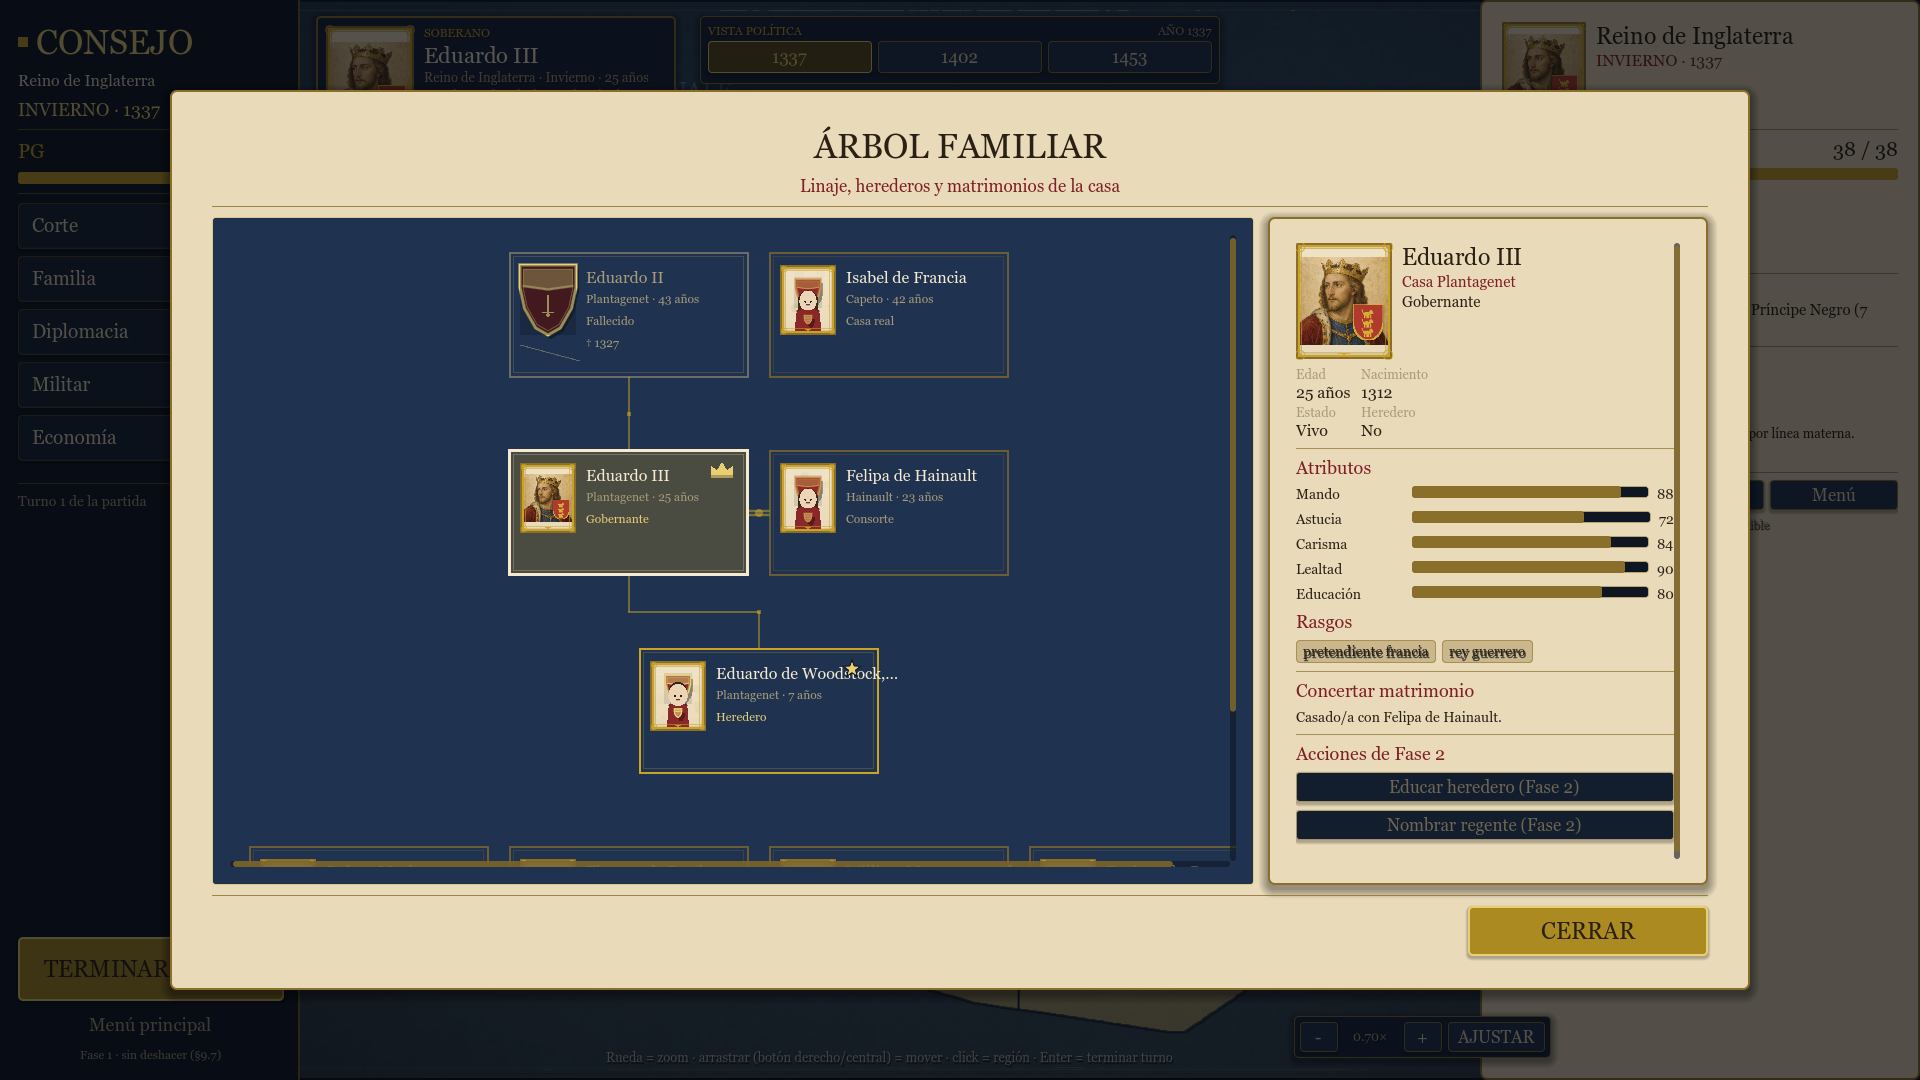 CONSEJO
Reino de Inglaterra
INVIERNO · 1337
PG
Corte
Familia
Diplomacia
Militar
Economía
Turno 1 de la partida
TERMINAR
Menú principal
Fase 1 · sin deshacer (§9.7)
SOBERANO
Eduardo III
Reino de Inglaterra · Invierno · 25 años
VISTA POLÍTICA
AÑO 1337
1337
1402
1453
Reino de Inglaterra
INVIERNO · 1337
38 / 38
Príncipe Negro (7
por línea materna.
Menú
ible
ÁRBOL FAMILIAR
Linaje, herederos y matrimonios de la casa
Eduardo II
Plantagenet · 43 años
Fallecido
† 1327
Isabel de Francia
Capeto · 42 años
Casa real
Eduardo III
Plantagenet · 25 años
Gobernante
Felipa de Hainault
Hainault · 23 años
Consorte
Eduardo de Woodstock,...
Plantagenet · 7 años
Heredero
Eduardo III
Casa Plantagenet
Gobernante
Edad Nacimiento
25 años 1312
Estado Heredero
Vivo No
Atributos
Mando 88
Astucia 72
Carisma 84
Lealtad 90
Educación 80
Rasgos
pretendiente francia rey guerrero
Concertar matrimonio
Casado/a con Felipa de Hainault.
Acciones de Fase 2
Educar heredero (Fase 2)
Nombrar regente (Fase 2)
CERRAR
- 0.70× + AJUSTAR
Rueda = zoom · arrastrar (botón derecho/central) = mover · click = región · Enter = terminar turno